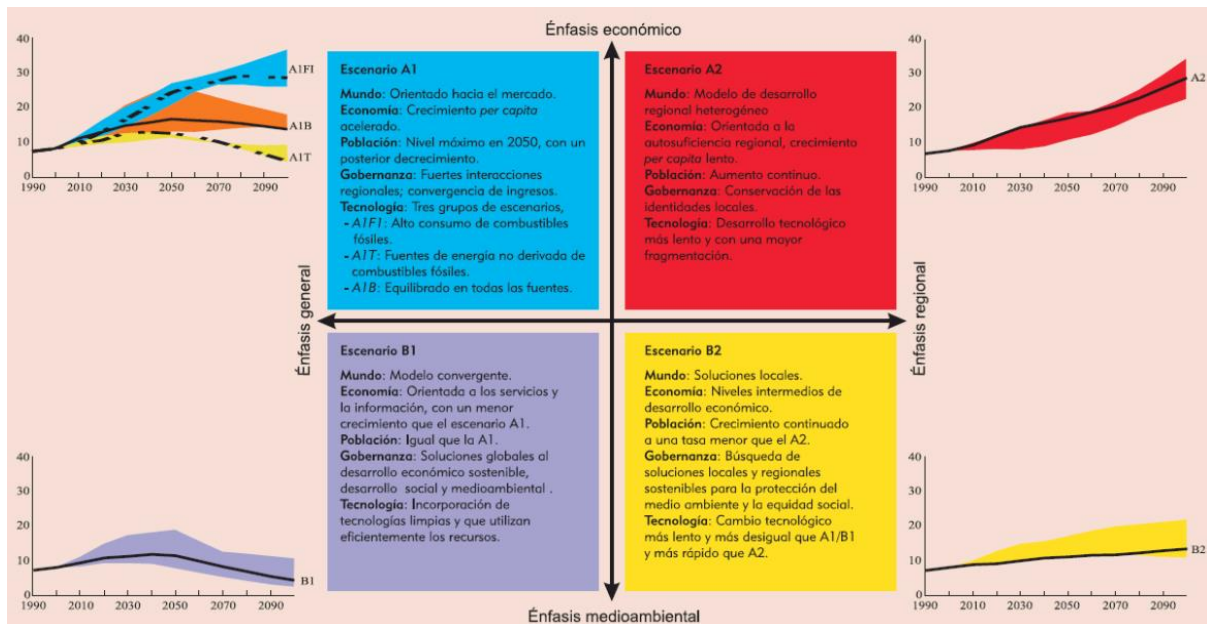 Énfasis económico
40
30
20
10
0
1990
2010
2030
2050
2070
2090
A1FI
A1B
A1T
Escenario A1
Mundo: Orientado hacia el mercado.
Economía: Crecimiento per capita
acelerado.
Población: Nivel máximo en 2050, con un
posterior decrecimiento.
Gobernanza: Fuertes interacciones
regionales; convergencia de ingresos.
Tecnología: Tres grupos de escenarios,
- A1F1: Alto consumo de combustibles
fósiles.
- A1T: Fuentes de energia no derivada de
combustibles fósiles.
- A1B: Equilibrado en todas las fuentes.
Escenario A2
Mundo: Modelo de desarrollo
regional heterogéneo
Economía: Orientada a la
autosuficiencia regional, crecimiento
per capita lento.
Población: Aumento continuo.
Gobernanza: Conservación de las
identidades locales.
Tecnología: Desarrollo tecnológico
más lento y con una mayor
fragmentación.
40
30
20
10
0
1990
2010
2030
2050
2070
2090
A2
Énfasis general
Énfasis regional
40
30
20
10
0
1990
2010
2030
2050
2070
2090
B1
Escenario B1
Mundo: Modelo convergente.
Economía: Orientada a los servicios y
la información, con un menor
crecimiento que el escenario A1.
Población: Igual que la A1.
Gobernanza: Soluciones globales al
desarrollo económico sostenible,
desarrollo social y medioambiental .
Tecnología: Incorporación de
tecnologías limpias y que utilizan
eficientemente los recursos.
Escenario B2
Mundo: Soluciones locales.
Economía: Niveles intermedios de
desarrollo económico.
Población: Crecimiento continuado
a una tasa menor que el A2.
Gobernanza: Búsqueda de
soluciones locales y regionales
sostenibles para la protección del
medio ambiente y la equidad social.
Tecnología: Cambio tecnológico
más lento y más desigual que A1/B1
y más rápido que A2.
40
30
20
10
0
1990
2010
2030
2050
2070
2090
B2
Énfasis medioambiental